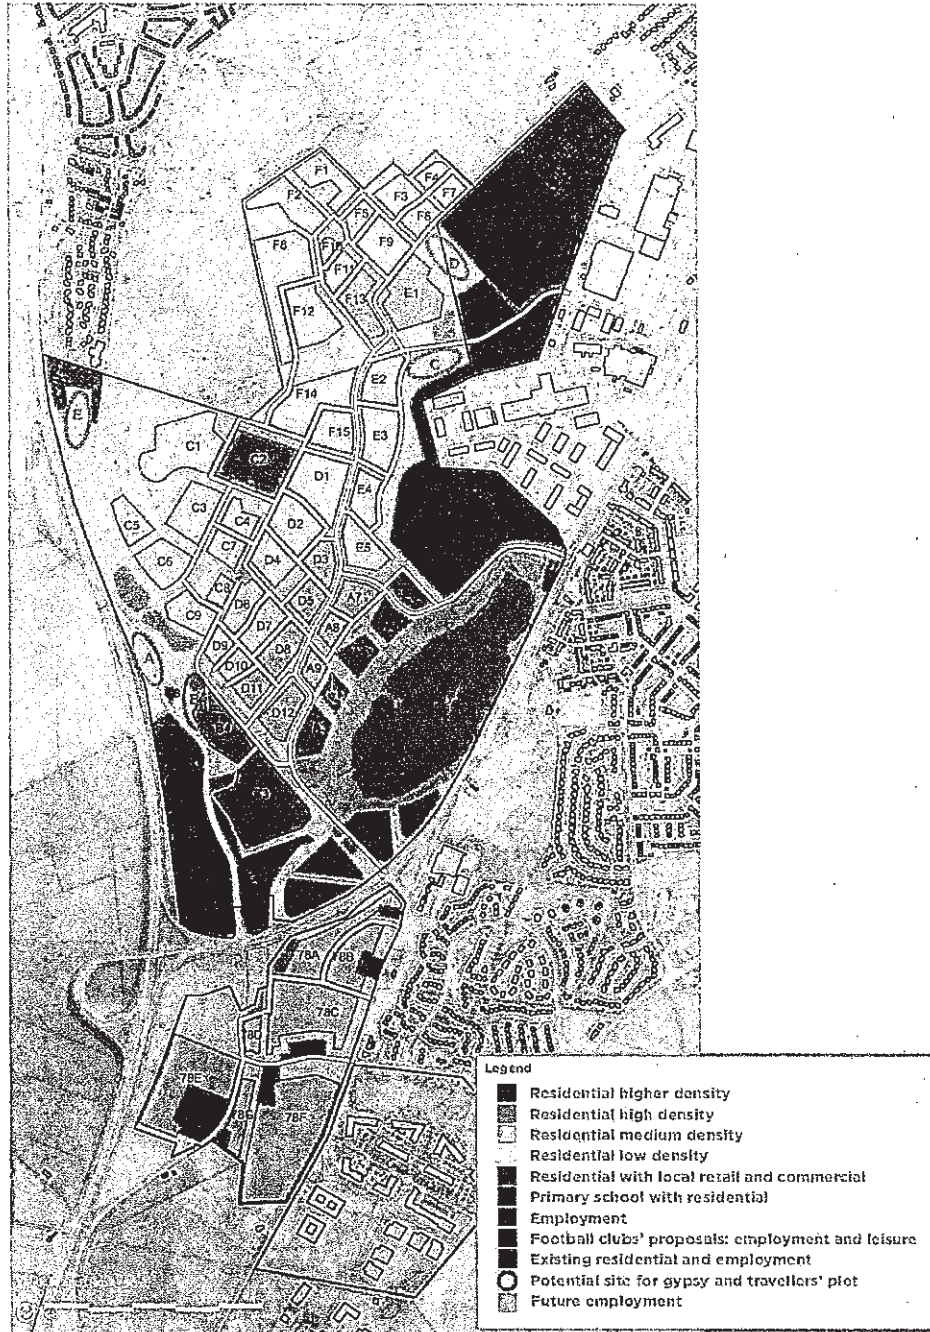 F1
F2
F4
F3
F7
F5
F6
F8
F10
F9
D
F11
F13
E1
F12
C
E2
F14
E
C1
F15
E3
C2
D1
E4
C3
C5
C4
D2
C7
E5
C6
D4
D3
C8
A7
D6
D5
C9
D7
A8
D9
D8
A
D10
A9
D11
D12
78A
78B
78C
78D
78F
Legend
Residential higher density
Residential high density
Residential medium density
Residential low density
Residential with local retail and commercial
Primary school with residential
Employment
Football clubs' proposals: employment and leisure
Existing residential and employment
Potential site for gypsy and travellers' plot
Future employment